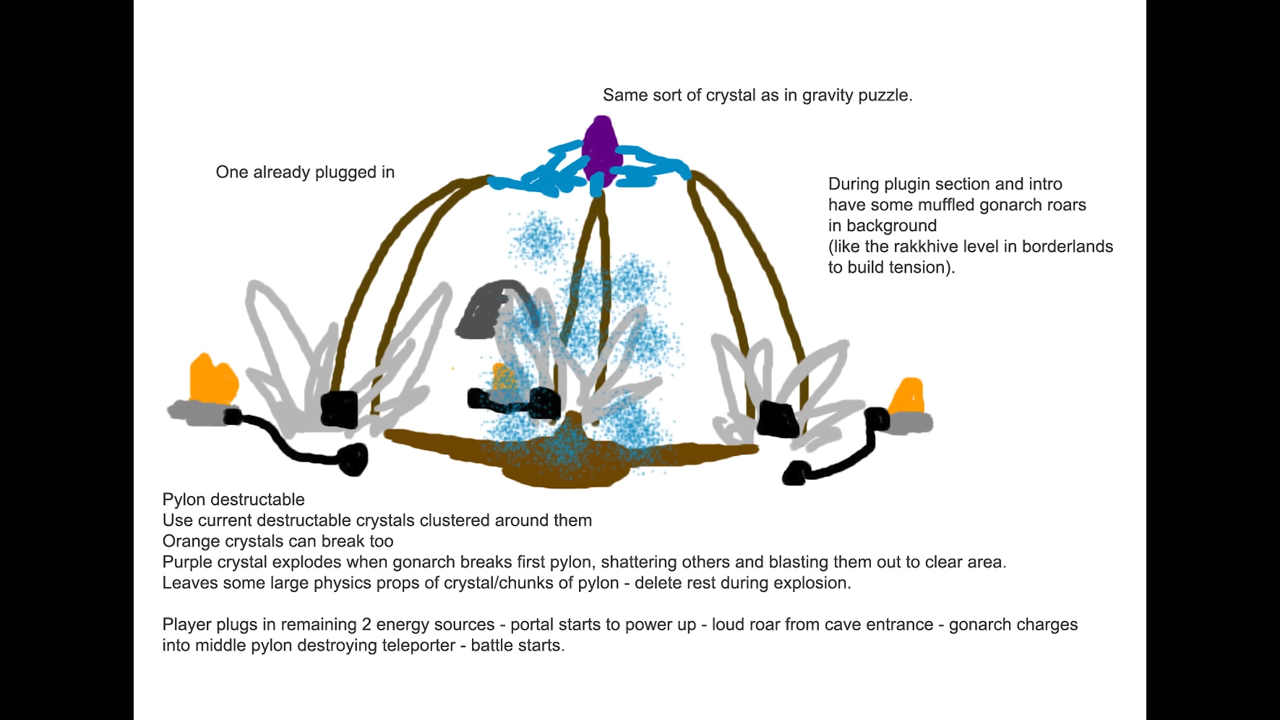 Same sort of crystal as in gravity puzzle.
One already plugged in
During plugin section and intro
have some muffled gonarch roars
in background
(like the rakkhive level in borderlands
to build tension).
Pylon destructable
Use current destructable crystals clustered around them
Orange crystals can break too
Purple crystal explodes when gonarch breaks first pylon, shattering others and blasting them out to clear area.
Leaves some large physics props of crystal/chunks of pylon - delete rest during explosion.
Player plugs in remaining 2 energy sources - portal starts to power up - loud roar from cave entrance - gonarch charges
into middle pylon destroying teleporter - battle starts.